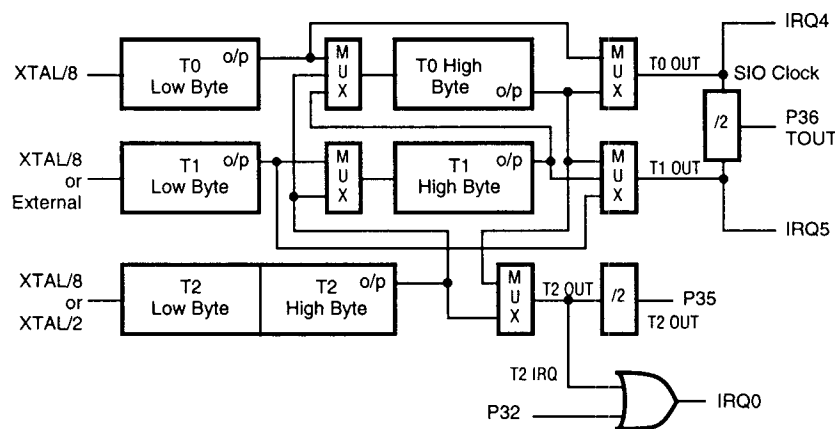 IRQ4
XTAL/8
T0
Low Byte
o/p
M
U
X
T0 High
Byte
o/p
M
U
X
T0 OUT
SIO Clock
/2
P36
TOUT
XTAL/8
or
External
T1
Low Byte
o/p
M
U
X
T1
High Byte
o/p
M
U
X
T1 OUT
IRQ5
XTAL/8
or
XTAL/2
T2
Low Byte
T2
High Byte
o/p
M
U
X
T2 OUT
/2
P35
T2 OUT
T2 IRQ
P32
IRQ0